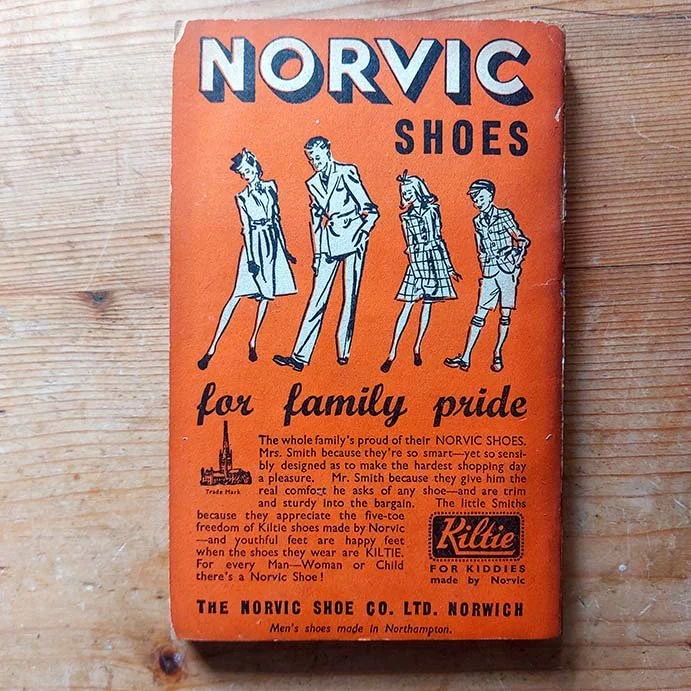 NORVIC
SHOES
for family pride
The whole family's proud of their NORVIC SHOES.
Mrs. Smith because they're so smart—yet so sensi-
bly designed as to make the hardest shopping day
a pleasure. Mr. Smith because they give him the
real comfort he asks of any shoe—and are trim
and sturdy into the bargain. The little Smiths
because they appreciate the five-toe
freedom of Kiltie shoes made by Norvic
—and youthful feet are happy feet
when the shoes they wear are KILTIE.
For every Man—Woman or Child
there's a Norvic Shoe!
Trade Mark
Kiltie
FOR KIDDIES
made by Norvic
THE NORVIC SHOE CO. LTD. NORWICH
Men's shoes made in Northampton.